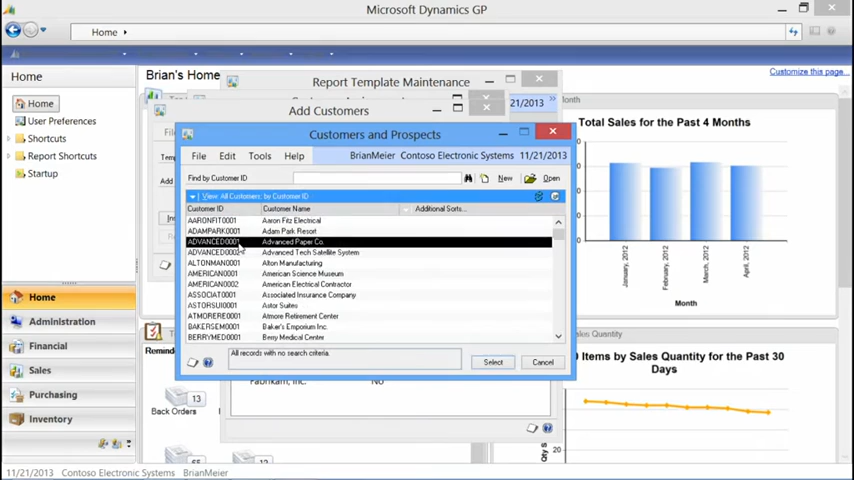 Microsoft Dynamics GP
Home
Customize this page...
Home
Home
User Preferences
Shortcuts
Report Shortcuts
Startup
Home
Administration
Financial
Sales
Purchasing
Inventory
11/21/2013 Contoso Electronic Systems BrianMeier
Brian's Home
Report Template Maintenance
21/2013
Add Customers
Customers and Prospects
File Edit Tools Help BrianMeier Contoso Electronic Systems 11/21/2013
Find by Customer ID New Open
View: All Customers; by Customer ID
Customer ID Customer Name Additional Sorts...
AARONFIT0001 Aaron Fitz Electrical
ADAMPARK0001 Adam Park Resort
ADVANCED0001 Advanced Paper Co.
ADVANCED0002 Advanced Tech Satellite System
ALTONMAN0001 Alton Manufacturing
AMERICAN0001 American Science Museum
AMERICAN0002 American Electrical Contractor
ASSOCIAT0001 Associated Insurance Company
ASTORSUI0001 Astor Suites
ATMORERE0001 Atmore Retirement Center
BAKERSEM0001 Baker's Emporium Inc.
BERRYMED0001 Berry Medical Center
All records with no search criteria.
Select Cancel
Fabrikam, Inc. No
Back Orders
13
Month
Total Sales for the Past 4 Months
January, 2012
February, 2012
March, 2012
April, 2012
Month
Quantity
0 Items by Sales Quantity for the Past 30
Days